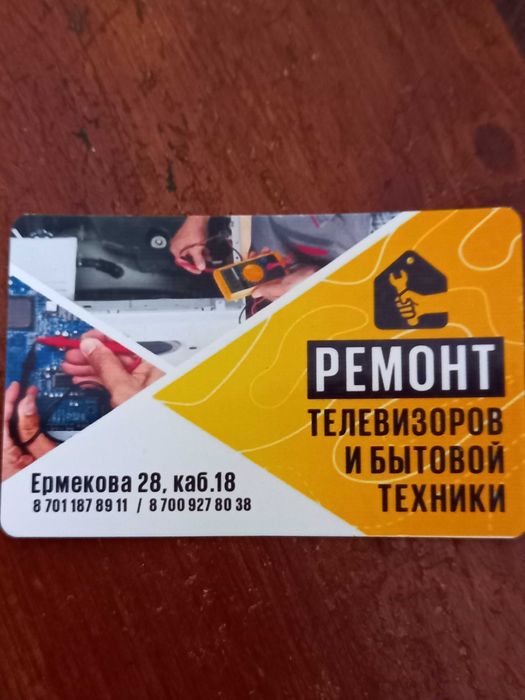 РЕМОНТ
ТЕЛЕВИЗОРОВ
И БЫТОВОЙ
ТЕХНИКИ
Ермекова 28, каб.18
8 701 187 89 11 / 8 700 927 80 38